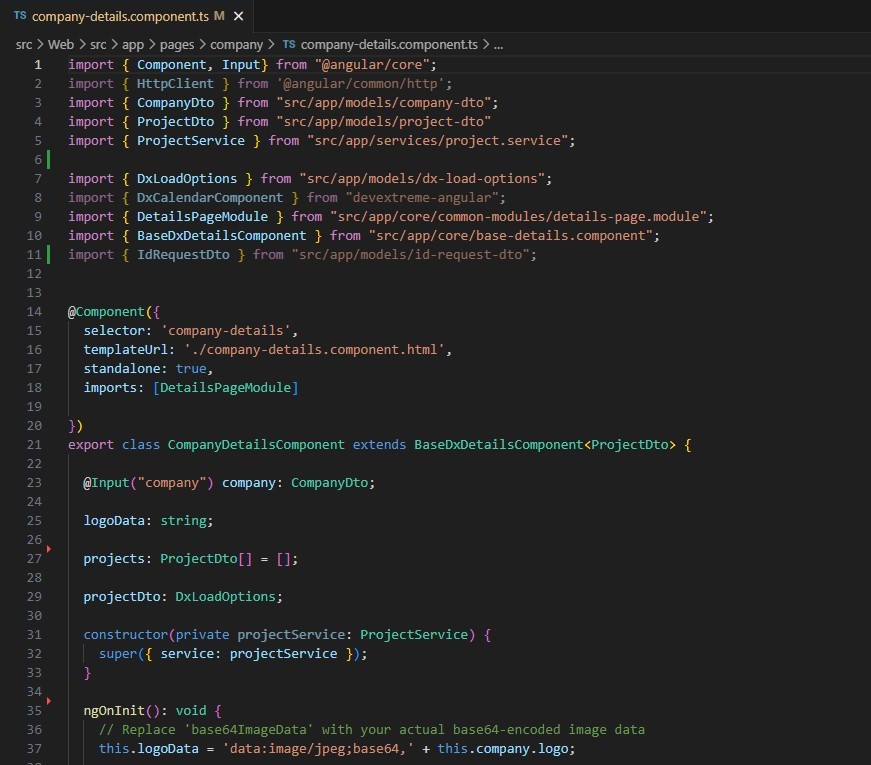 TS company-details.component.ts M ×
src > Web > src > app > pages > company > TS company-details.component.ts > ...
1 import { Component, Input} from "@angular/core";
2 import { HttpClient } from '@angular/common/http';
3 import { CompanyDto } from "src/app/models/company-dto";
4 import { ProjectDto } from "src/app/models/project-dto"
5 import { ProjectService } from "src/app/services/project.service";
6
7 import { DxLoadOptions } from "src/app/models/dx-load-options";
8 import { DxCalendarComponent } from "devextreme-angular";
9 import { DetailsPageModule } from "src/app/core/common-modules/details-page.module";
10 import { BaseDxDetailsComponent } from "src/app/core/base-details.component";
11 import { IdRequestDto } from "src/app/models/id-request-dto";
12
13
14 @Component({
15   selector: 'company-details',
16   templateUrl: './company-details.component.html',
17   standalone: true,
18   imports: [DetailsPageModule]
19
20 })
21 export class CompanyDetailsComponent extends BaseDxDetailsComponent<ProjectDto> {
22
23   @Input("company") company: CompanyDto;
24
25   logoData: string;
26
27   projects: ProjectDto[] = [];
28
29   projectDto: DxLoadOptions;
30
31   constructor(private projectService: ProjectService) {
32     super({ service: projectService });
33   }
34
35   ngOnInit(): void {
36     // Replace 'base64ImageData' with your actual base64-encoded image data
37     this.logoData = 'data:image/jpeg;base64,' + this.company.logo;